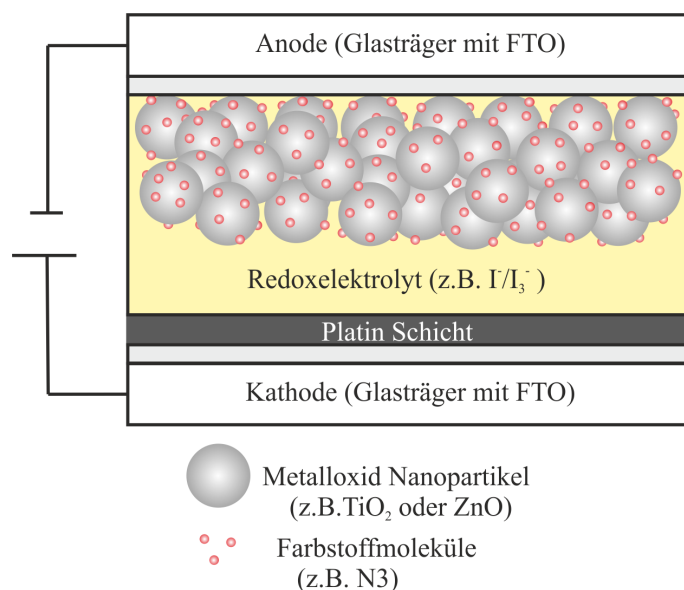 Anode (Glasträger mit FTO)
Redoxelektrolyt (z.B. I⁻/I₃⁻ )
Platin Schicht
Kathode (Glasträger mit FTO)
Metalloxid Nanopartikel
(z.B.TiO₂ oder ZnO)
Farbstoffmoleküle
(z.B. N3)